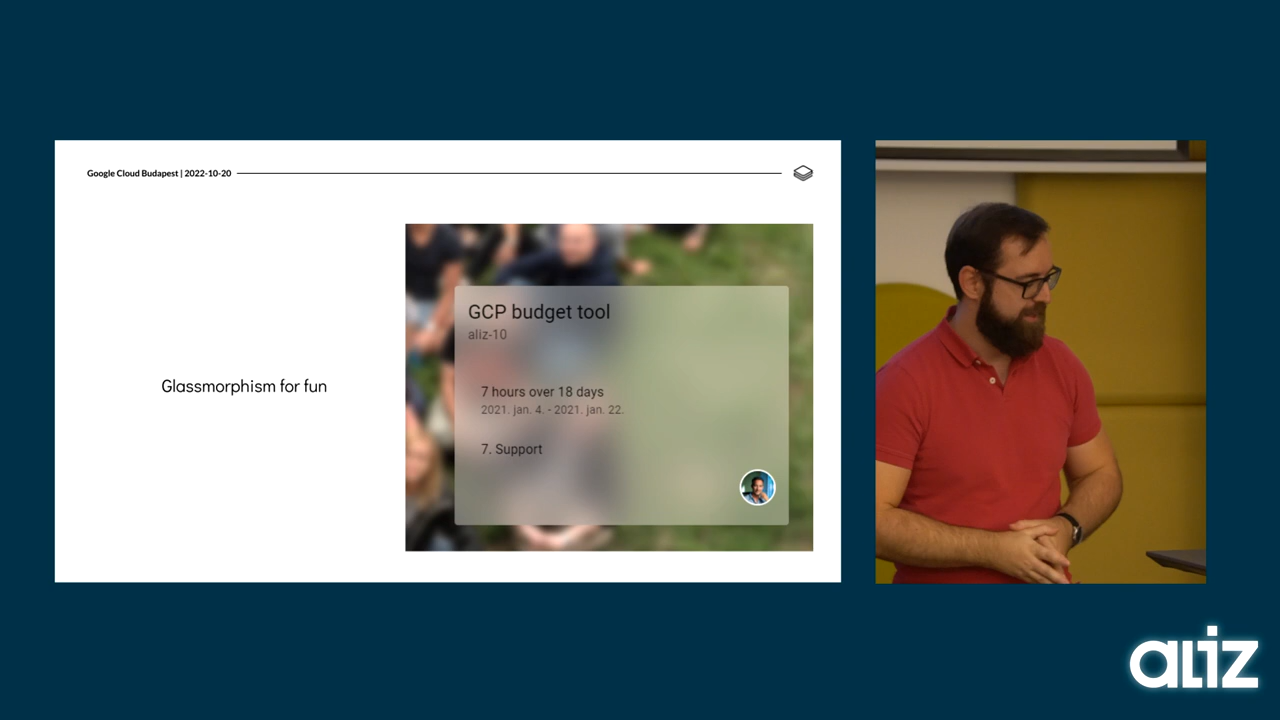 Google Cloud Budapest | 2022-10-20
Glassmorphism for fun
GCP budget tool
aliz-10
7 hours over 18 days
2021. jan. 4. - 2021. jan. 22.
7. Support
aliz